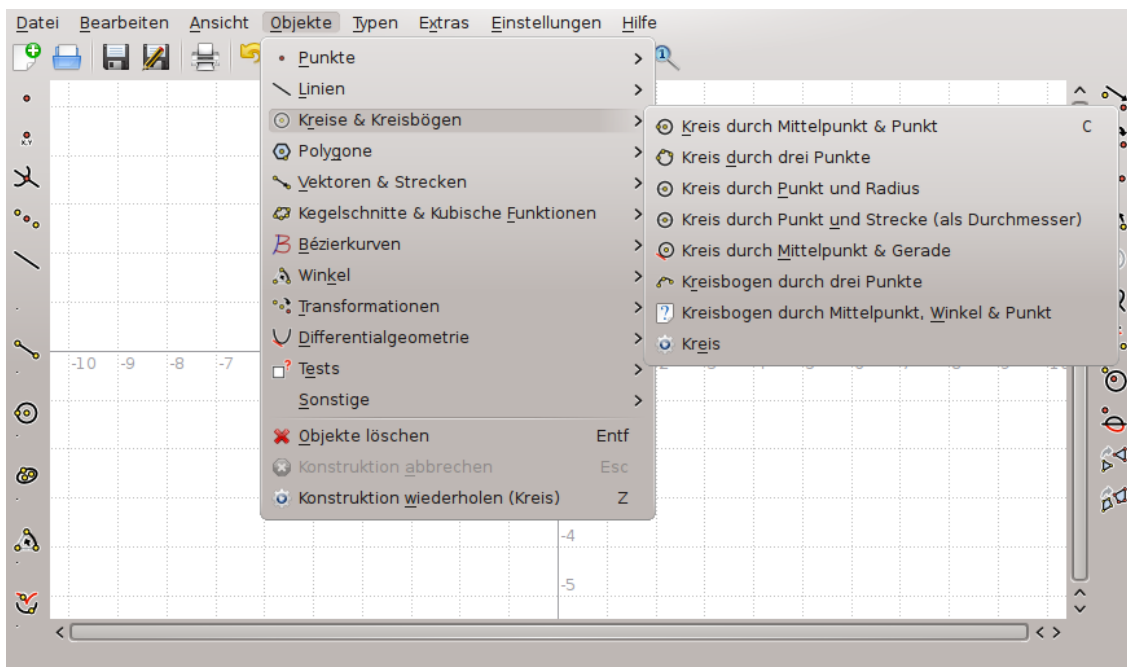 Datei Bearbeiten Ansicht Objekte Typen Extras Einstellungen Hilfe
Punkte
Linien
Kreise & Kreisbögen
Polygone
Vektoren & Strecken
Kegelschnitte & Kubische Funktionen
Bézierkurven
Winkel
Transformationen
Differentialgeometrie
Tests
Sonstige
Objekte löschen Entf
Konstruktion abbrechen Esc
Konstruktion wiederholen (Kreis) Z
Kreis durch Mittelpunkt & Punkt C
Kreis durch drei Punkte
Kreis durch Punkt und Radius
Kreis durch Punkt und Strecke (als Durchmesser)
Kreis durch Mittelpunkt & Gerade
Kreisbogen durch drei Punkte
Kreisbogen durch Mittelpunkt, Winkel & Punkt
Kreis
-10 -9 -8 -7
-4
-5